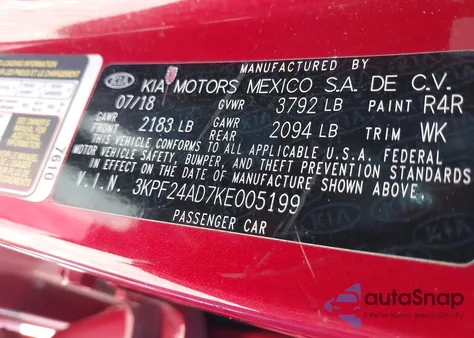 MANUFACTURED BY
KIA KIA MOTORS MEXICO S.A. DE C.V.
07/18 GVWR 3792 LB PAINT R4R
GAWR FRONT 2183 LB GAWR REAR 2094 LB TRIM WK
THIS VEHICLE CONFORMS TO ALL APPLICABLE U.S.A. FEDERAL
MOTOR VEHICLE SAFETY, BUMPER, AND THEFT PREVENTION STANDARDS
IN EFFECT ON THE DATE OF MANUFACTURE SHOWN ABOVE.
V.I.N. 3KPF24AD7KE005199
PASSENGER CAR
7610
autoSnap